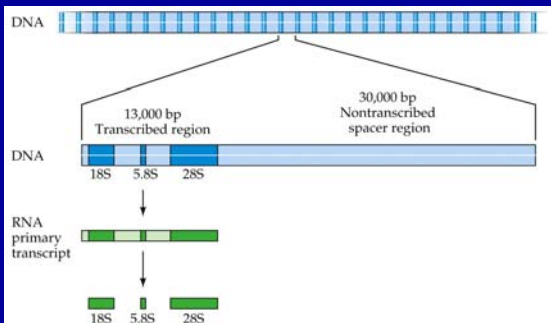 DNA
13,000 bp
Transcribed region
30,000 bp
Nontranscribed
spacer region
DNA
18S 5.8S 28S
RNA
primary
transcript
18S 5.8S 28S